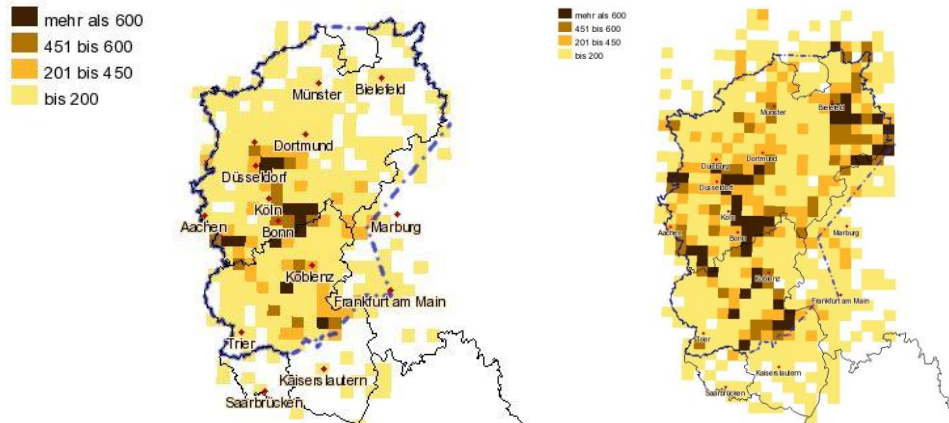 mehr als 600
451 bis 600
201 bis 450
bis 200
Münster
Bielefeld
Dortmund
Düsseldorf
Köln
Aachen
Bonn
Marburg
Koblenz
Frankfurt am Main
Trier
Kaiserslautern
Saarbrücken
mehr als 600
451 bis 600
201 bis 450
bis 200
Bielefeld
Münster
Dortmund
Duisburg
Düsseldorf
Köln
Aachen
Bonn
Marburg
Koblenz
Frankfurt am Main
Trier
Kaiserslautern
Saarbrücken